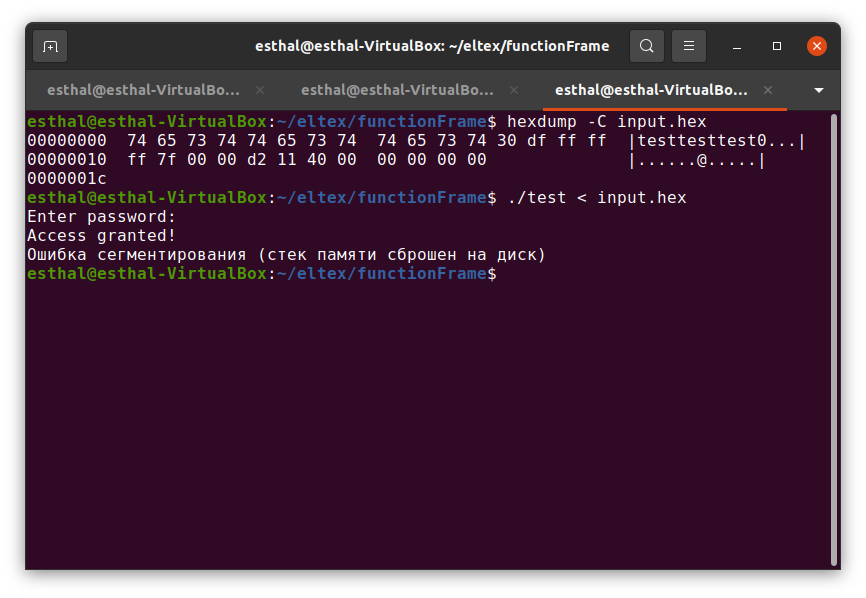 esthal@esthal-VirtualBox: ~/eltex/functionFrame
esthal@esthal-VirtualBo... × esthal@esthal-VirtualBo... × esthal@esthal-VirtualBo... ×
esthal@esthal-VirtualBox:~/eltex/functionFrame$ hexdump -C input.hex
00000000  74 65 73 74 74 65 73 74  74 65 73 74 30 df ff ff  |testtesttest0...|
00000010  ff 7f 00 00 d2 11 40 00  00 00 00 00              |......@.....|
0000001c
esthal@esthal-VirtualBox:~/eltex/functionFrame$ ./test < input.hex
Enter password:
Access granted!
Ошибка сегментирования (стек памяти сброшен на диск)
esthal@esthal-VirtualBox:~/eltex/functionFrame$